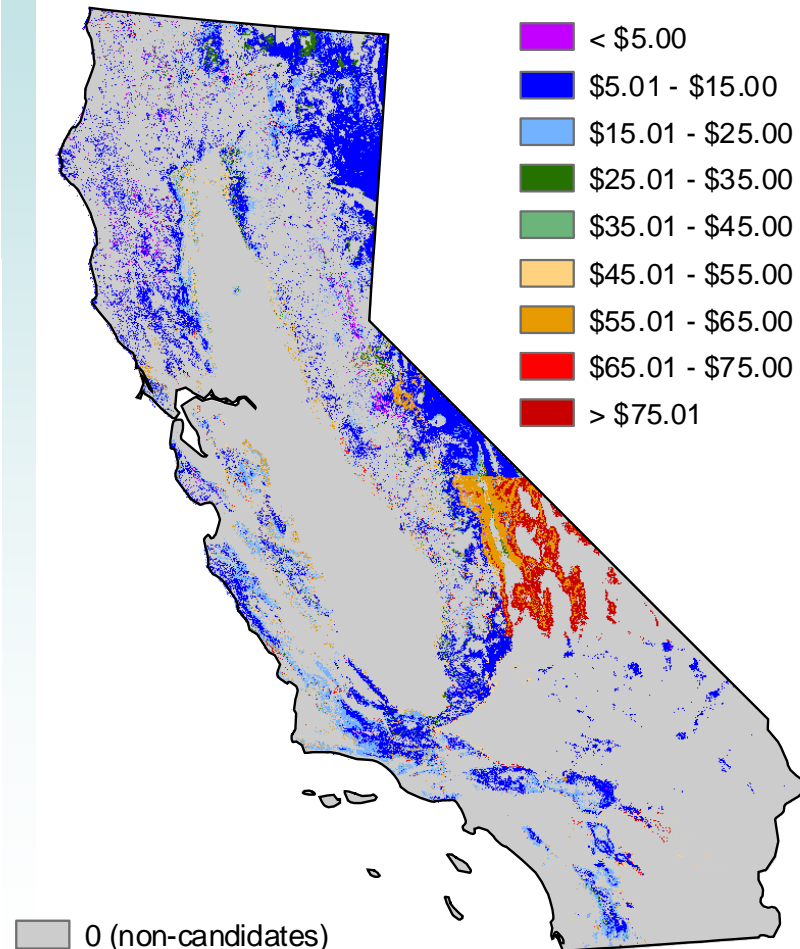 < $5.00
$5.01 - $15.00
$15.01 - $25.00
$25.01 - $35.00
$35.01 - $45.00
$45.01 - $55.00
$55.01 - $65.00
$65.01 - $75.00
> $75.01
0 (non-candidates)